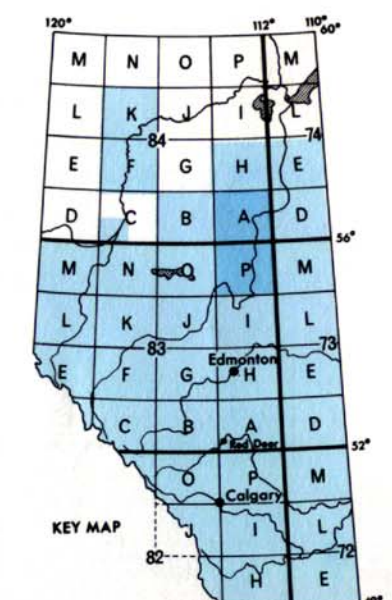 120° 112° 110°
60°
M N O P M
L K J I L
84 74
E F G H E
D C B A D
56°
M N O P M
L K J I L
83 73
Edmonton
E F G H E
C B A D
Red Deer
52°
O P M
Calgary
KEY MAP J I L
82 72
H E